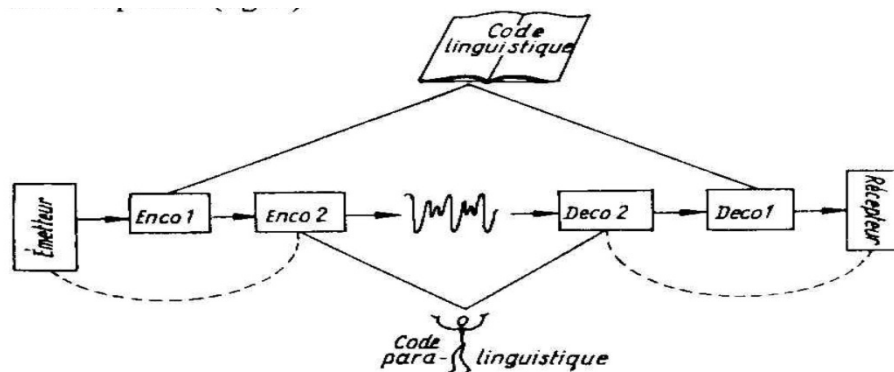 Code
linguistique
Émetteur
Enco 1
Enco 2
Deco 2
Deco 1
Récepteur
Code
para-linguistique